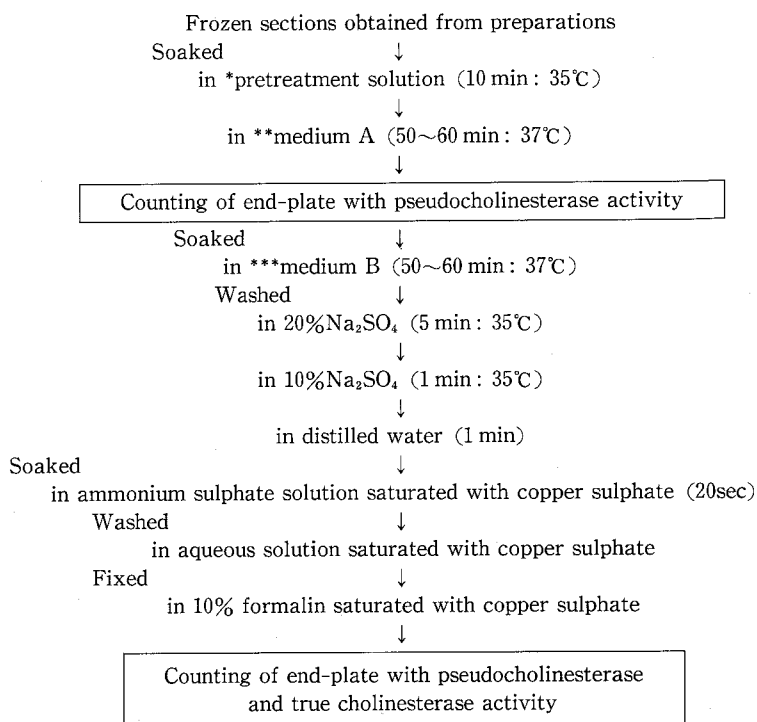 Frozen sections obtained from preparations
Soaked ↓
in *pretreatment solution (10 min : 35℃)
↓
in **medium A (50～60 min : 37℃)
↓
Counting of end-plate with pseudocholinesterase activity
Soaked ↓
in ***medium B (50～60 min : 37℃)
Washed ↓
in 20%Na₂SO₄ (5 min : 35℃)
↓
in 10%Na₂SO₄ (1 min : 35℃)
↓
in distilled water (1 min)
Soaked ↓
in ammonium sulphate solution saturated with copper sulphate (20sec)
Washed ↓
in aqueous solution saturated with copper sulphate
Fixed ↓
in 10% formalin saturated with copper sulphate
↓
Counting of end-plate with pseudocholinesterase
and true cholinesterase activity